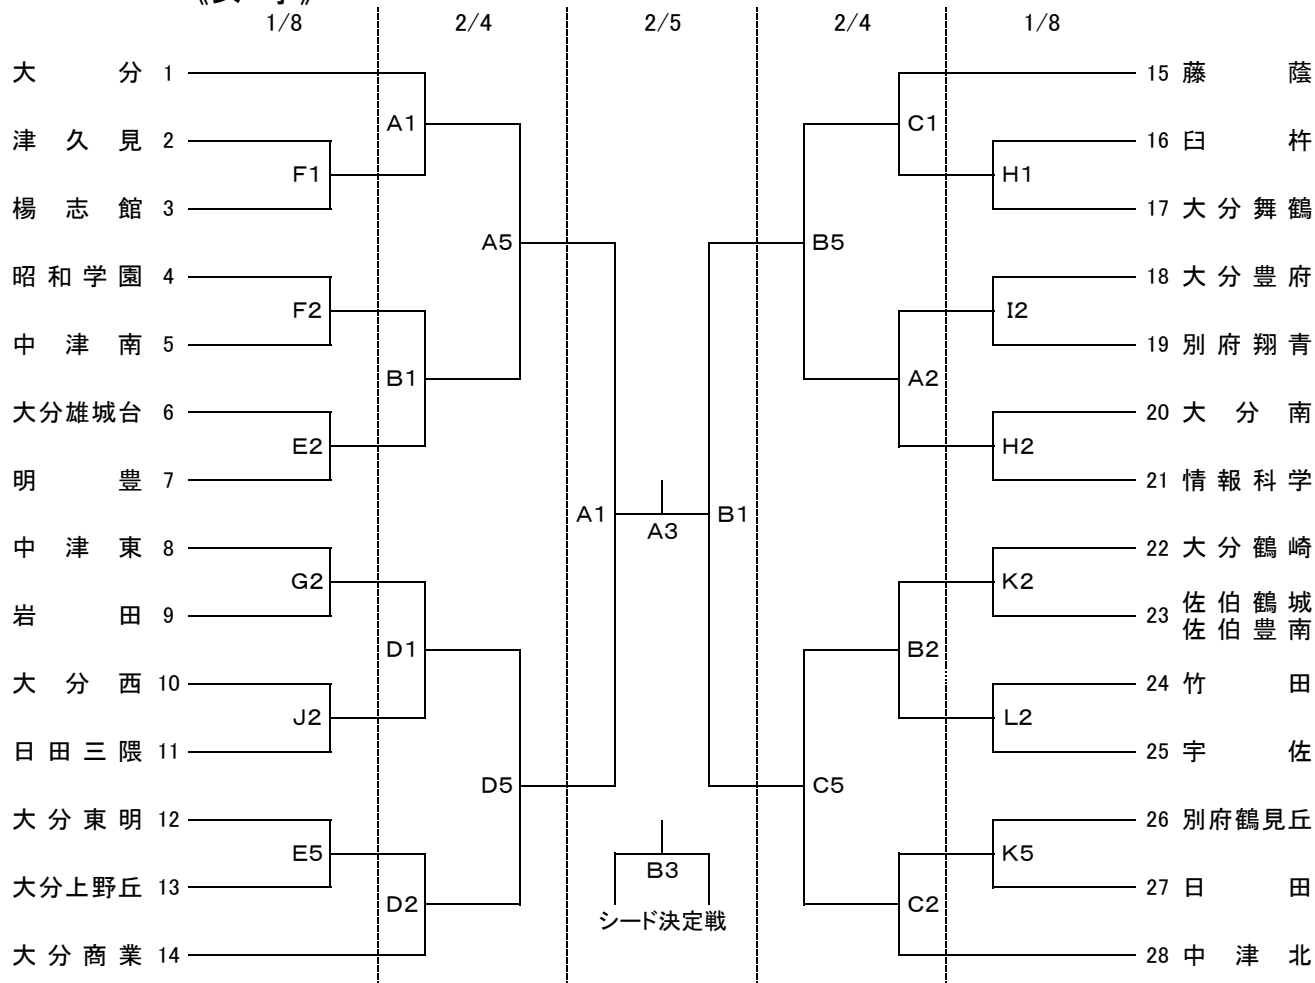 1/8 2/4 2/5 2/4 1/8
大分 1
津久見 2
楊志館 3
昭和学園 4
中津南 5
大分雄城台 6
明豊 7
中津東 8
岩田 9
大分西 10
日田三隈 11
大分東明 12
大分上野丘 13
大分商業 14
F1
F2
E2
G2
J2
E5
A1
B1
D1
D2
A5
D5
A1
A3
B1
B3
シード決定戦
B5
C5
C1
A2
B2
C2
H1
I2
H2
K2
L2
K5
15 藤蔭
16 臼杵
17 大分舞鶴
18 大分豊府
19 別府翔青
20 大分南
21 情報科学
22 大分鶴崎
23 佐伯鶴城
佐伯豊南
24 竹田
25 宇佐
26 別府鶴見丘
27 日田
28 中津北